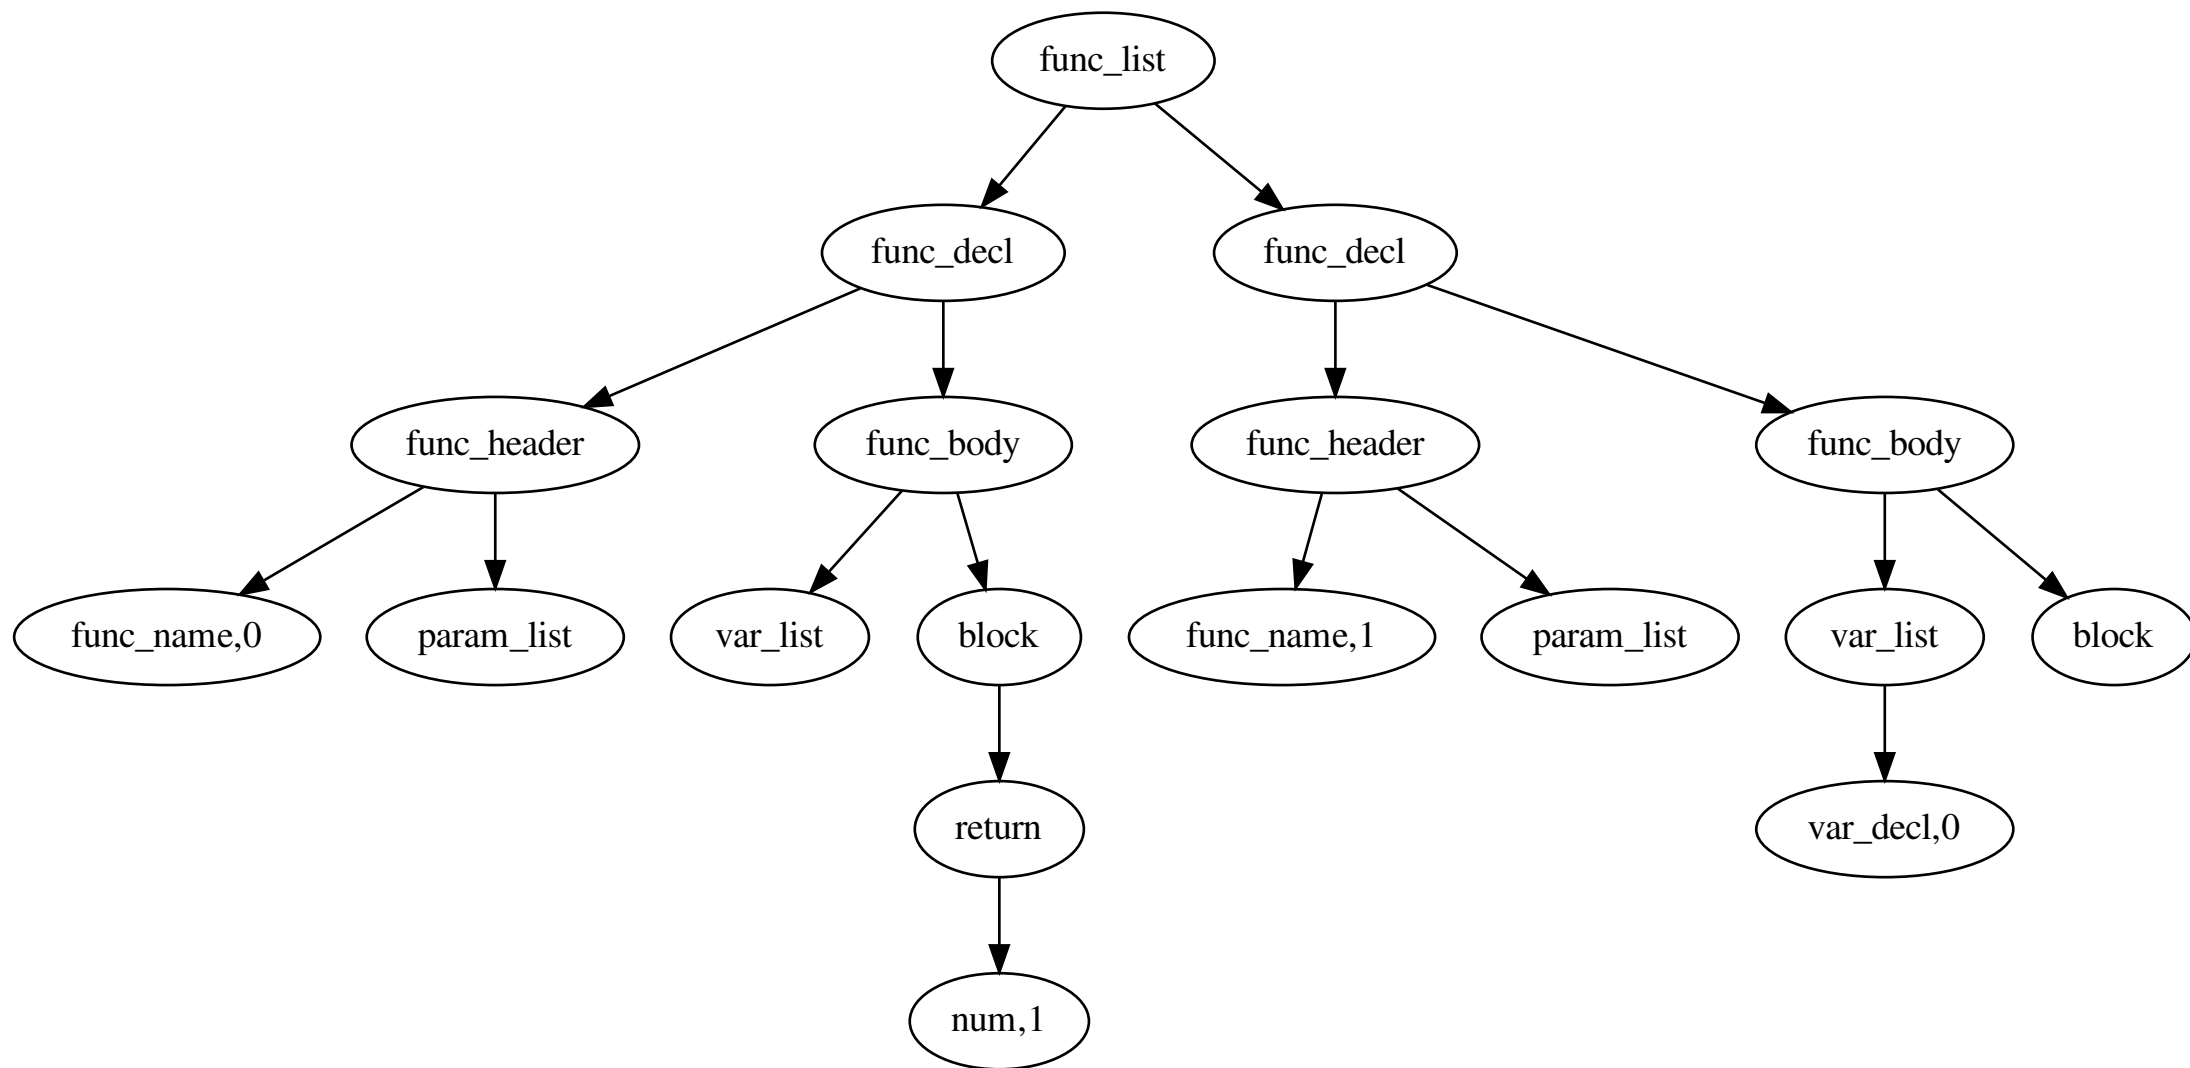 func_list
func_decl
func_decl
func_header
func_body
func_header
func_body
func_name,0
param_list
var_list
block
func_name,1
param_list
var_list
block
return
var_decl,0
num,1